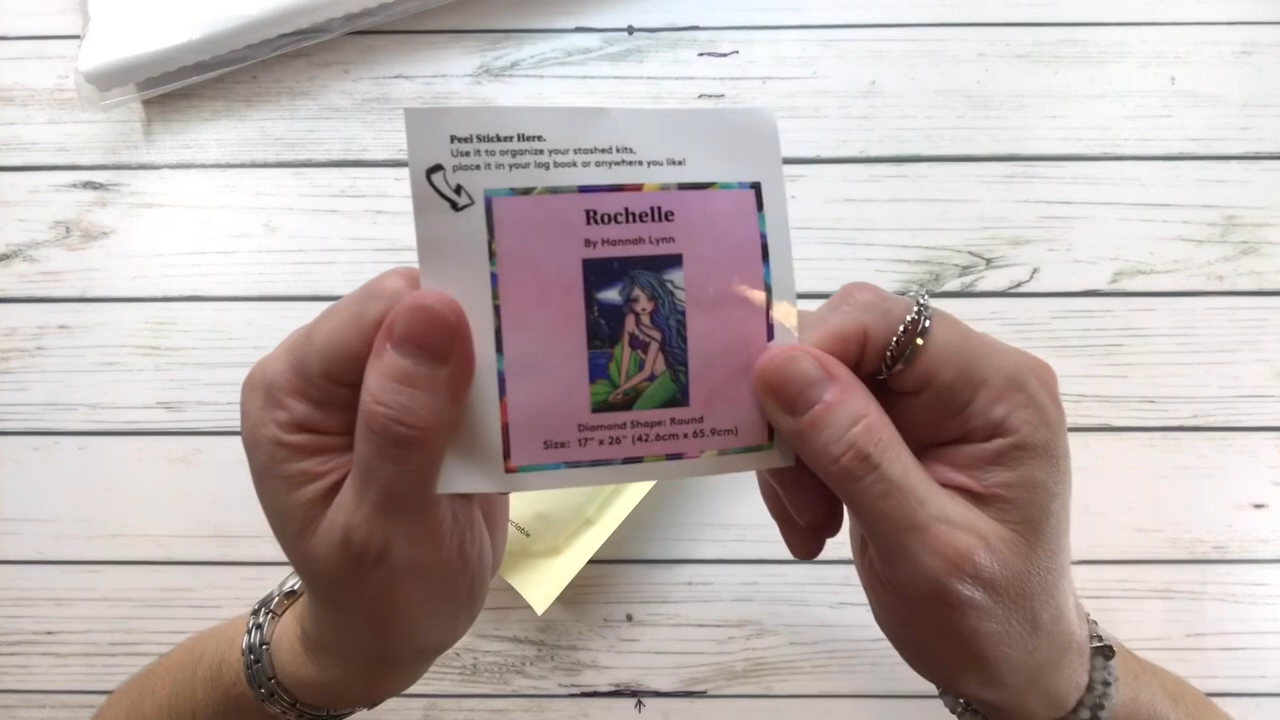 Peel Sticker Here.
Use it to organize your stashed kits,
place it in your log book or anywhere you like!
Rochelle
By Hannah Lynn
Diamond Shape: Round
Size: 17" x 26" (42.6cm x 65.9cm)